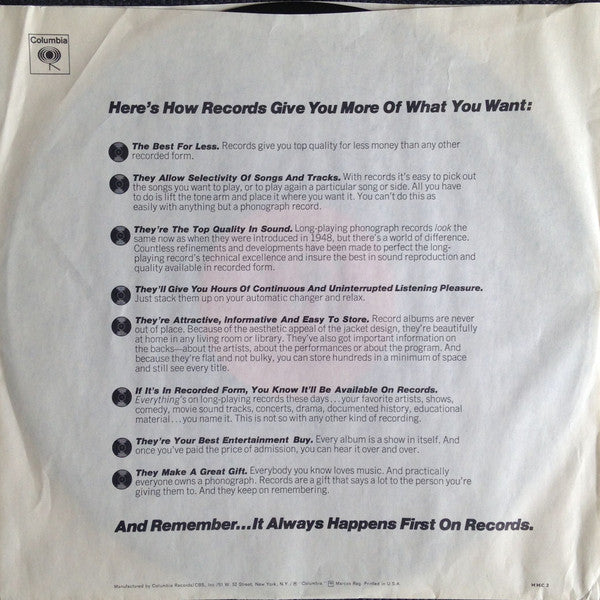 Columbia
Here's How Records Give You More Of What You Want:
The Best For Less. Records give you top quality for less money than any other
recorded form.
They Allow Selectivity Of Songs And Tracks. With records it's easy to pick out
the songs you want to play, or to play again a particular song or side. All you have
to do is lift the tone arm and place it where you want it. You can't do this as
easily with anything but a phonograph record.
They're The Top Quality In Sound. Long-playing phonograph records look the
same now as when they were introduced in 1948, but there's a world of difference.
Countless refinements and developments have been made to perfect the long-
playing record's technical excellence and insure the best in sound reproduction and
quality available in recorded form.
They'll Give You Hours Of Continuous And Uninterrupted Listening Pleasure.
Just stack them up on your automatic changer and relax.
They're Attractive, Informative And Easy To Store. Record albums are never
out of place. Because of the aesthetic appeal of the jacket design, they're beautifully
at home in any living room or library. They've also got important information on
the backs—about the artists, about the performances or about the program. And
because they're flat and not bulky, you can store hundreds in a minimum of space
and still see every title.
If It's In Recorded Form, You Know It'll Be Available On Records.
Everything's on long-playing records these days...your favorite artists, shows,
comedy, movie sound tracks, concerts, drama, documented history, educational
material...you name it. This is not so with any other kind of recording.
They're Your Best Entertainment Buy. Every album is a show in itself. And
once you've paid the price of admission, you can hear it over and over.
They Make A Great Gift. Everybody you know loves music. And practically
everyone owns a phonograph. Records are a gift that says a lot to the person you're
giving them to. And they keep on remembering.
And Remember...It Always Happens First On Records.
Manufactured by Columbia Records/CBS, Inc./51 W. 52 Street, New York, N.Y./® "Columbia," Marcas Reg. Printed in U.S.A.